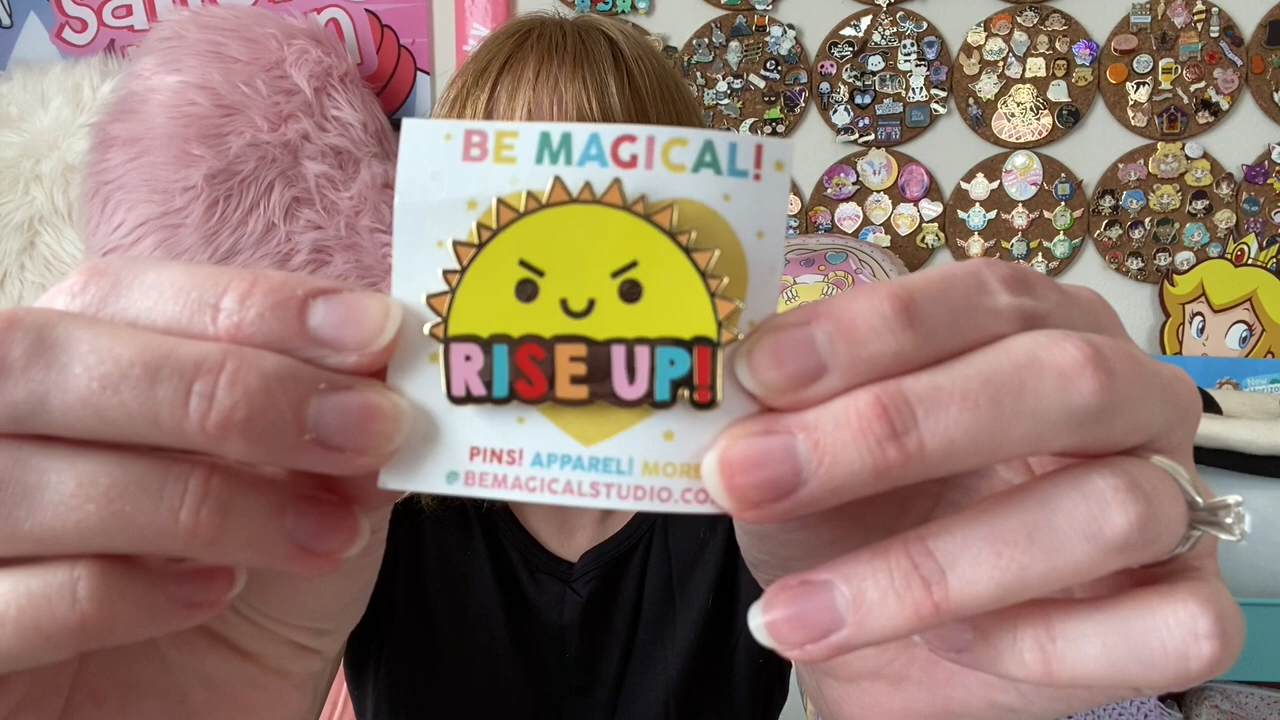 BE MAGICAL!
RISE UP!
PINS! APPAREL! MORE
@BEMAGICALSTUDIO.CO